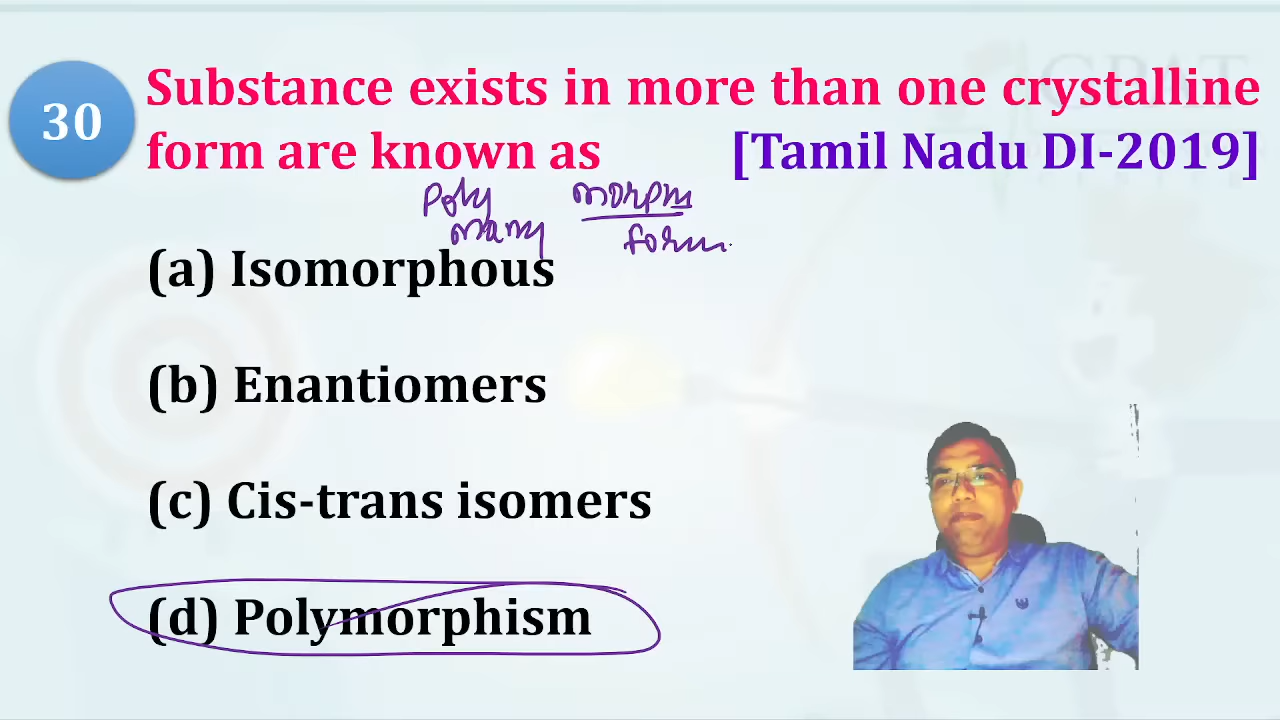 30
Substance exists in more than one crystalline
form are known as [Tamil Nadu DI-2019]
Poly morphs
many form
(a) Isomorphous
(b) Enantiomers
(c) Cis-trans isomers
(d) Polymorphism